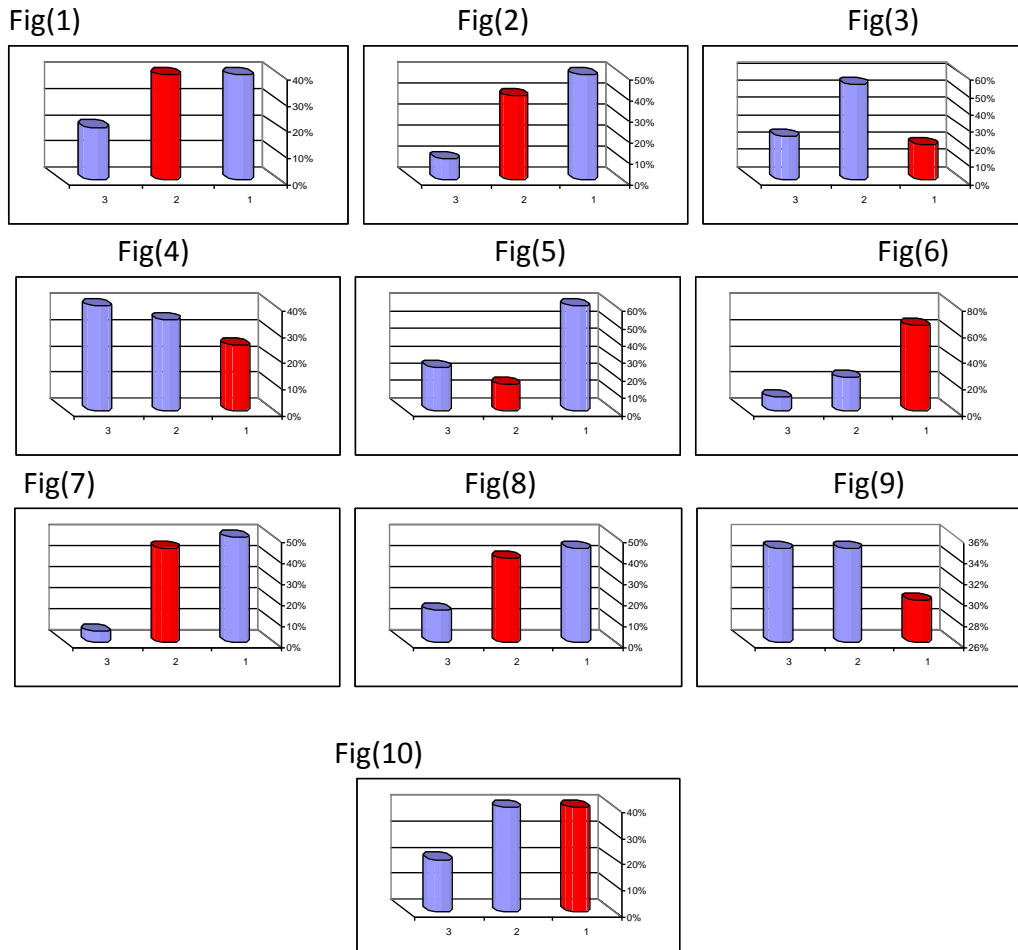 Fig(1) Fig(2) Fig(3)
40% 50% 60%
30% 40% 50%
20% 30% 40%
10% 20% 30%
0% 10% 20%
0% 10%
0%
3 2 1 3 2 1 3 2 1
Fig(4) Fig(5) Fig(6)
40% 60% 80%
30% 50% 60%
20% 40% 40%
10% 30% 20%
0% 20% 0%
10%
0%
3 2 1 3 2 1 3 2 1
Fig(7) Fig(8) Fig(9)
50% 50% 36%
40% 40% 34%
30% 30% 32%
20% 20% 30%
10% 10% 28%
0% 0% 26%
3 2 1 3 2 1 3 2 1
Fig(10)
40%
30%
20%
10%
0%
3 2 1